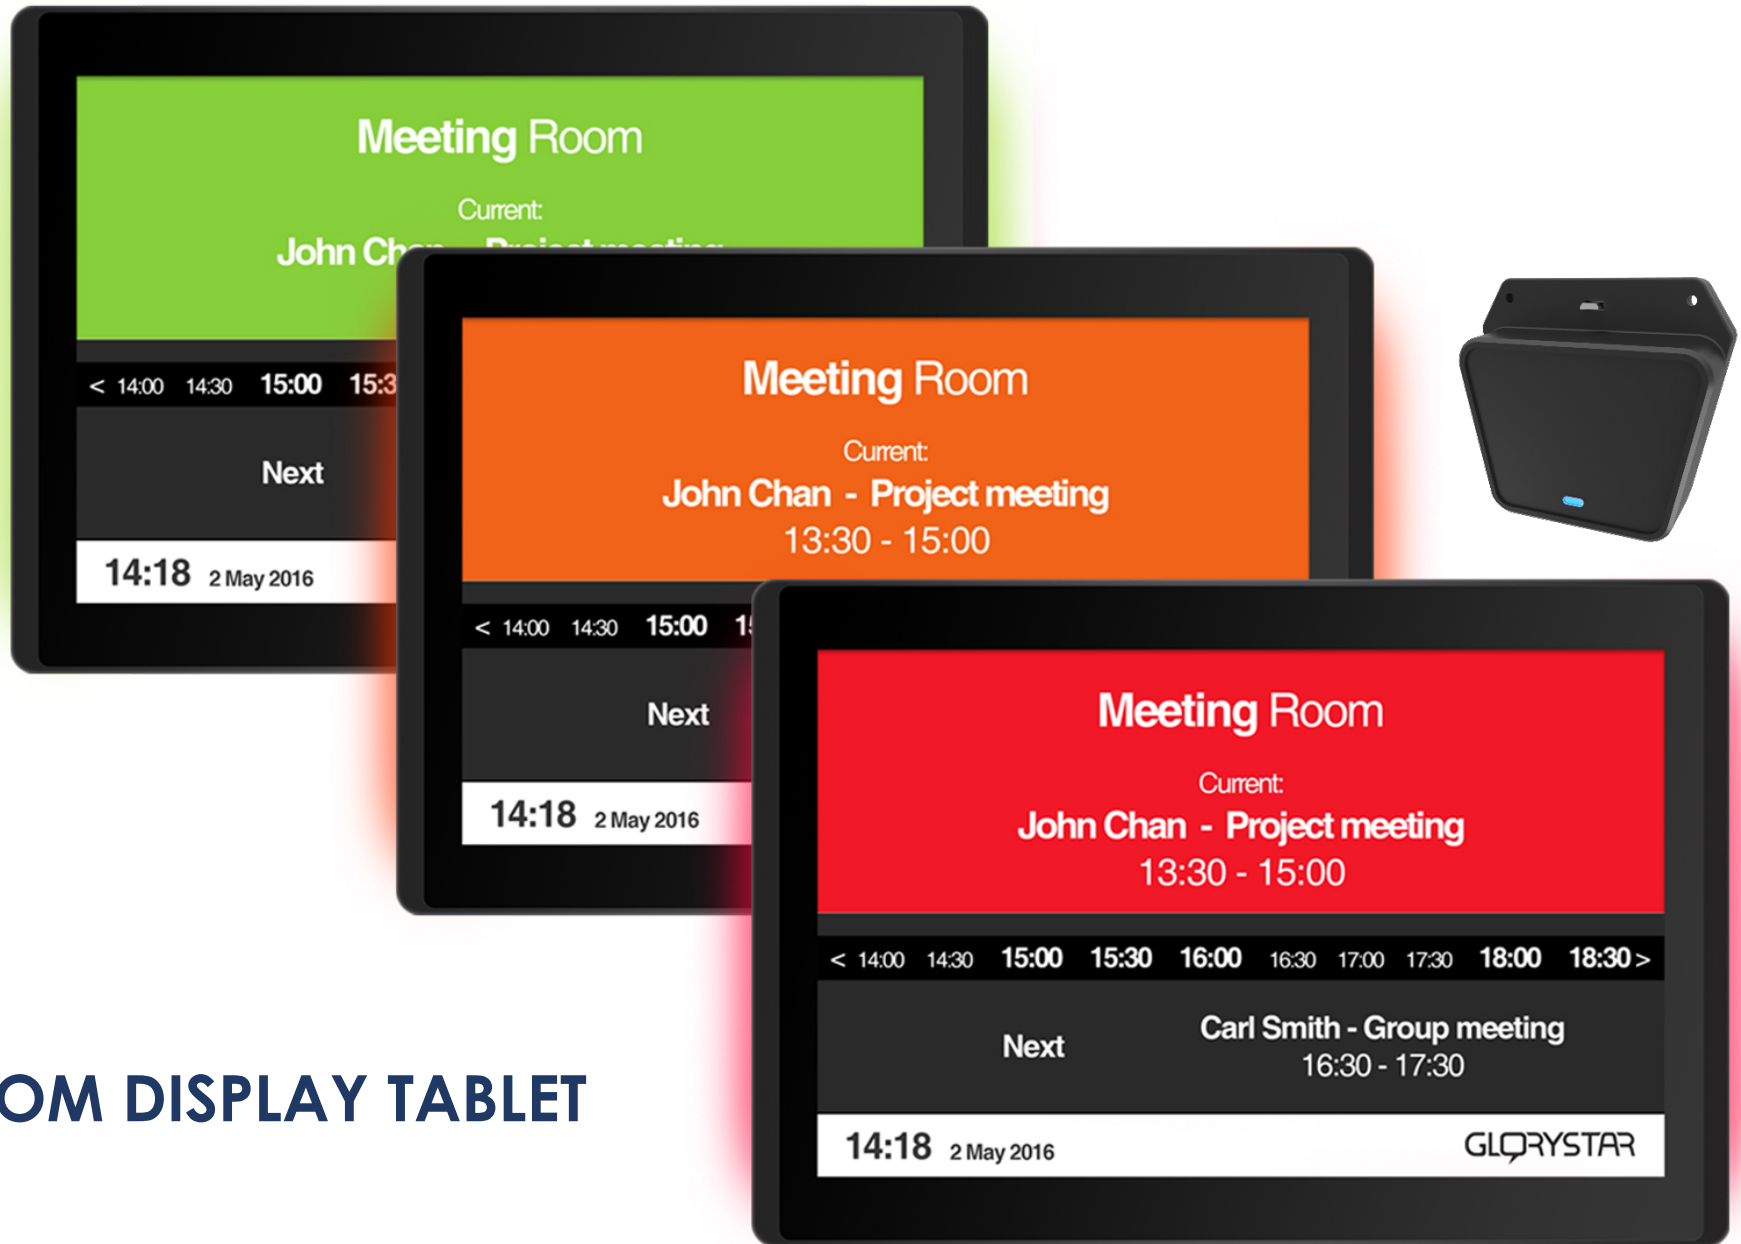 Meeting Room
Current:
John Chan - Project meeting
< 14:00 14:30 15:00
Next
14:18 2 May 2016
Meeting Room
Current:
John Chan - Project meeting
13:30 - 15:00
< 14:00 14:30 15:00
Next
14:18 2 May 2016
Meeting Room
Current:
John Chan - Project meeting
13:30 - 15:00
< 14:00 14:30 15:00 15:30 16:00 16:30 17:00 17:30 18:00 18:30 >
Next
Carl Smith - Group meeting
16:30 - 17:30
14:18 2 May 2016 GLORYSTAR
OM DISPLAY TABLET